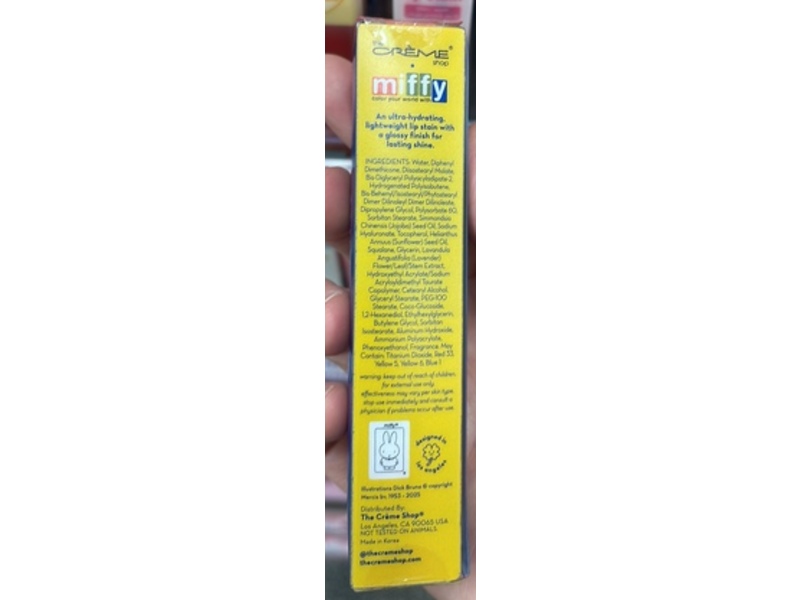 THE
CRÈME®
shop
miffy
color your world with
An ultra-hydrating,
lightweight lip stain with
a glossy finish for
lasting shine.
INGREDIENTS: Water, Diphenyl
Dimethicone, Diisostearyl Malate,
Bis-Diglyceryl Polyacyladipate-2,
Hydrogenated Polyisobutene,
Bis-Behenyl/Isostearyl/Phytosteryl
Dimer Dilinoleyl Dimer Dilinoleate,
Dipropylene Glycol, Polysorbate 60,
Sorbitan Stearate, Simmondsia
Chinensis (Jojoba) Seed Oil, Sodium
Hyaluronate, Tocopherol, Helianthus
Annuus (Sunflower) Seed Oil,
Squalane, Glycerin, Lavandula
Angustifolia (Lavender)
Flower/Leaf/Stem Extract,
Hydroxyethyl Acrylate/Sodium
Acryloyldimethyl Taurate
Copolymer, Cetearyl Alcohol,
Glyceryl Stearate, PEG-100
Stearate, Coco-Glucoside,
1,2-Hexanediol, Ethylhexylglycerin,
Butylene Glycol, Sorbitan
Isostearate, Aluminum Hydroxide,
Ammonium Polyacrylate,
Phenoxyethanol, Fragrance. May
Contain: Titanium Dioxide, Red 33,
Yellow 5, Yellow 6, Blue 1
warning: keep out of reach of children.
for external use only.
effectiveness may vary per skin type.
stop use immediately and consult a
physician if problems occur after use.
miffy®
designed in
los angeles
Illustrations Dick Bruna © copyright
Mercis bv, 1953 - 2025
Distributed By:
The Crème Shop®
Los Angeles, CA 90065 USA
NOT TESTED ON ANIMALS.
Made in Korea
@thecremeshop
thecremeshop.com